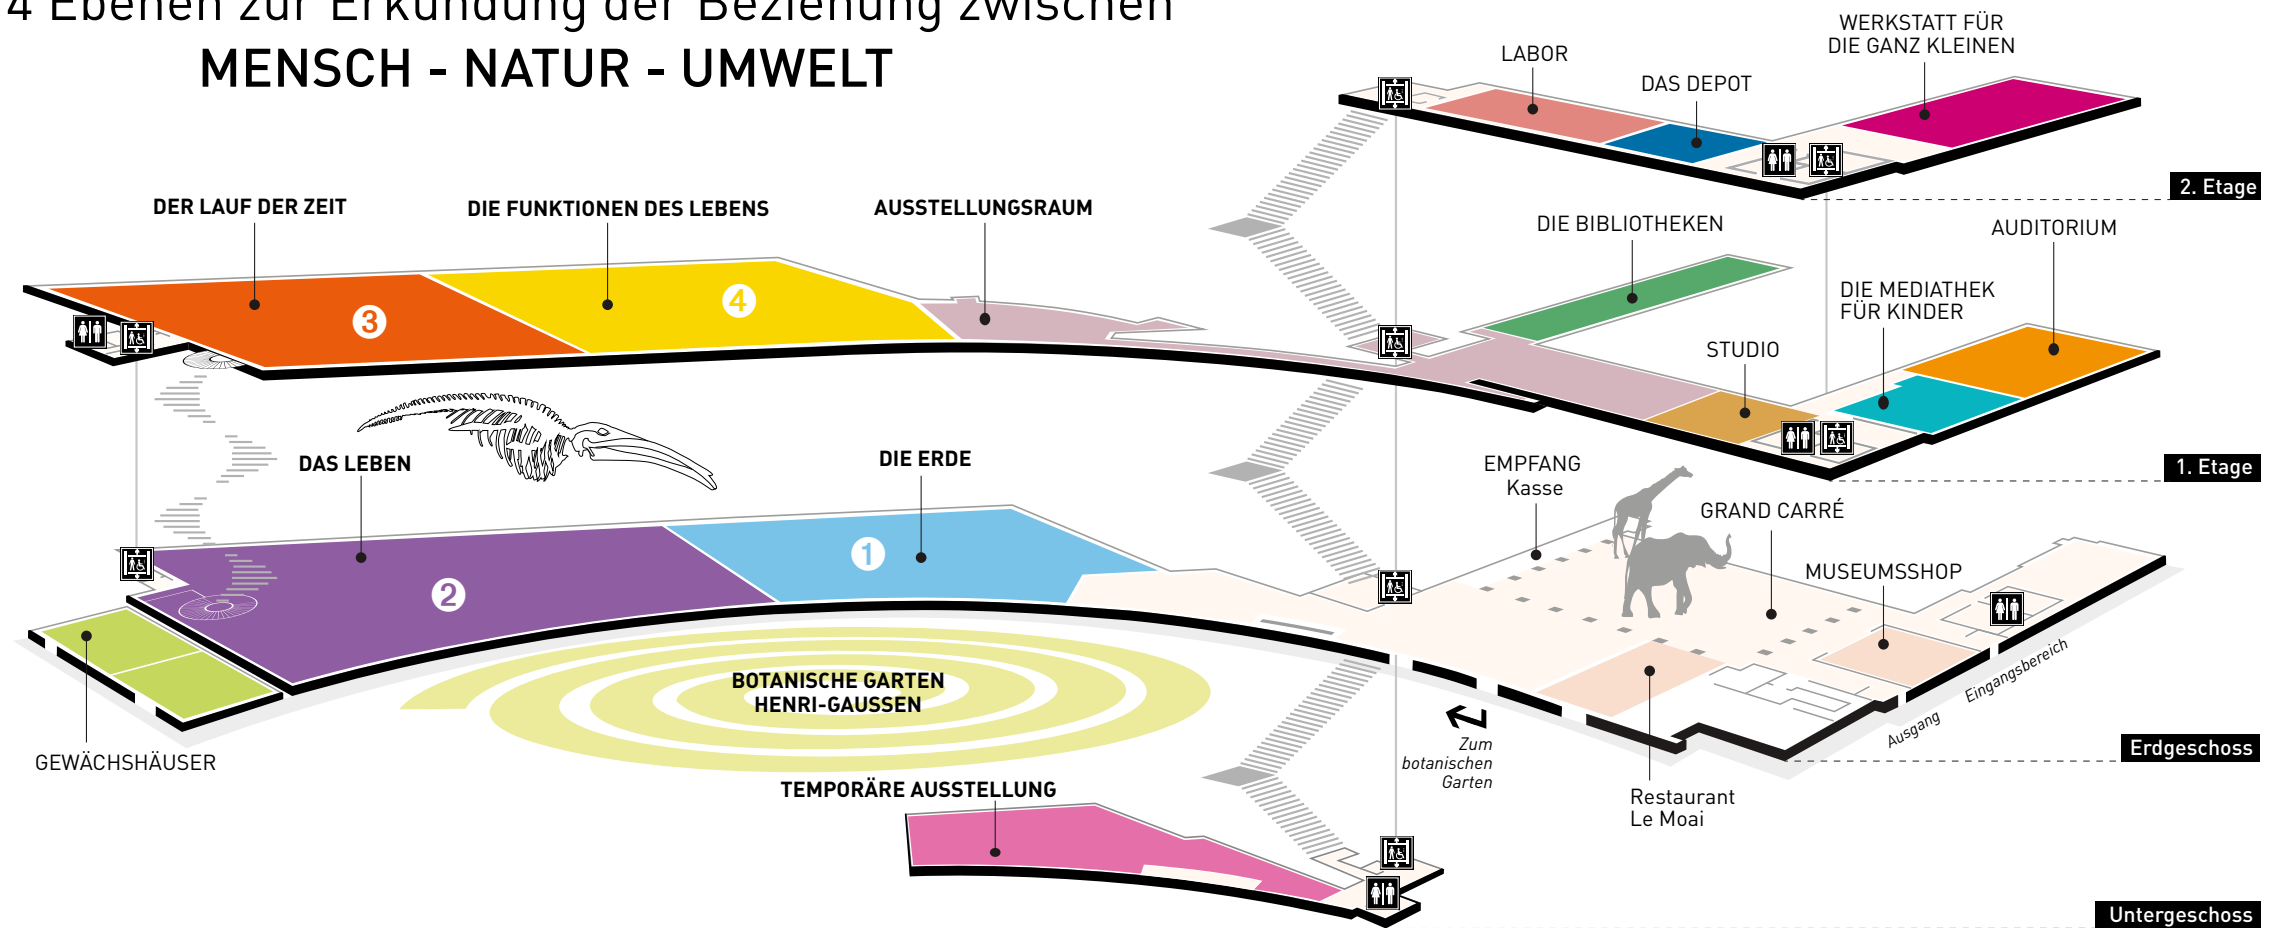 4 Ebenen zur Erkundung der Beziehung zwischen
MENSCH - NATUR - UMWELT
WERKSTATT FÜR
DIE GANZ KLEINEN
LABOR
DAS DEPOT
2. Etage
DER LAUF DER ZEIT
DIE FUNKTIONEN DES LEBENS
AUSSTELLUNGSRAUM
DIE BIBLIOTHEKEN
AUDITORIUM
DIE MEDIATHEK
FÜR KINDER
STUDIO
3
4
1. Etage
DAS LEBEN
DIE ERDE
EMPFANG
Kasse
GRAND CARRÉ
MUSEUMSSHOP
1
2
Eingangsbereich
Ausgang
BOTANISCHE GARTEN
HENRI-GAUSSEN
GEWÄCHSHÄUSER
Zum
botanischen
Garten
Erdgeschoss
TEMPORÄRE AUSSTELLUNG
Restaurant
Le Moai
Untergeschoss